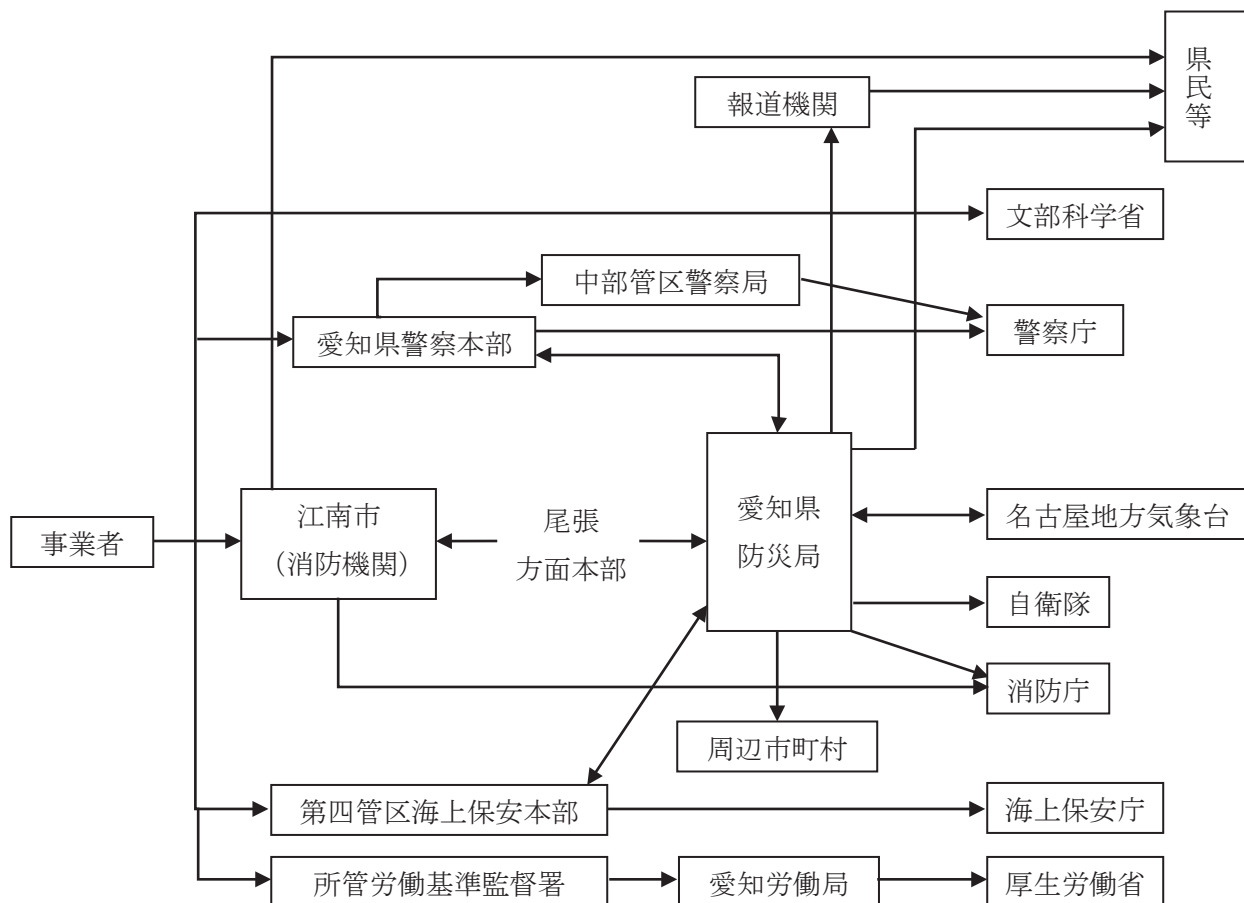 県民等
報道機関
文部科学省
中部管区警察局
愛知県警察本部
警察庁
事業者
江南市
（消防機関）
尾張
方面本部
愛知県
防災局
名古屋地方気象台
自衛隊
消防庁
周辺市町村
第四管区海上保安本部
海上保安庁
所管労働基準監督署
愛知労働局
厚生労働省